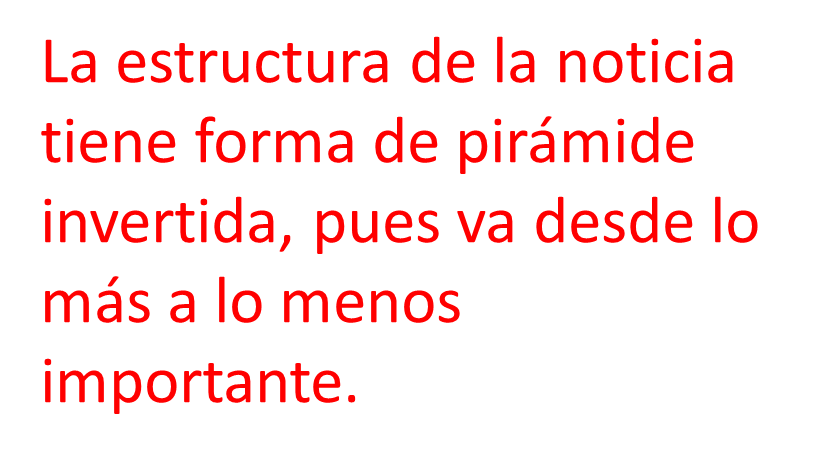 La estructura de la noticia
tiene forma de pirámide
invertida, pues va desde lo
más a lo menos
importante.